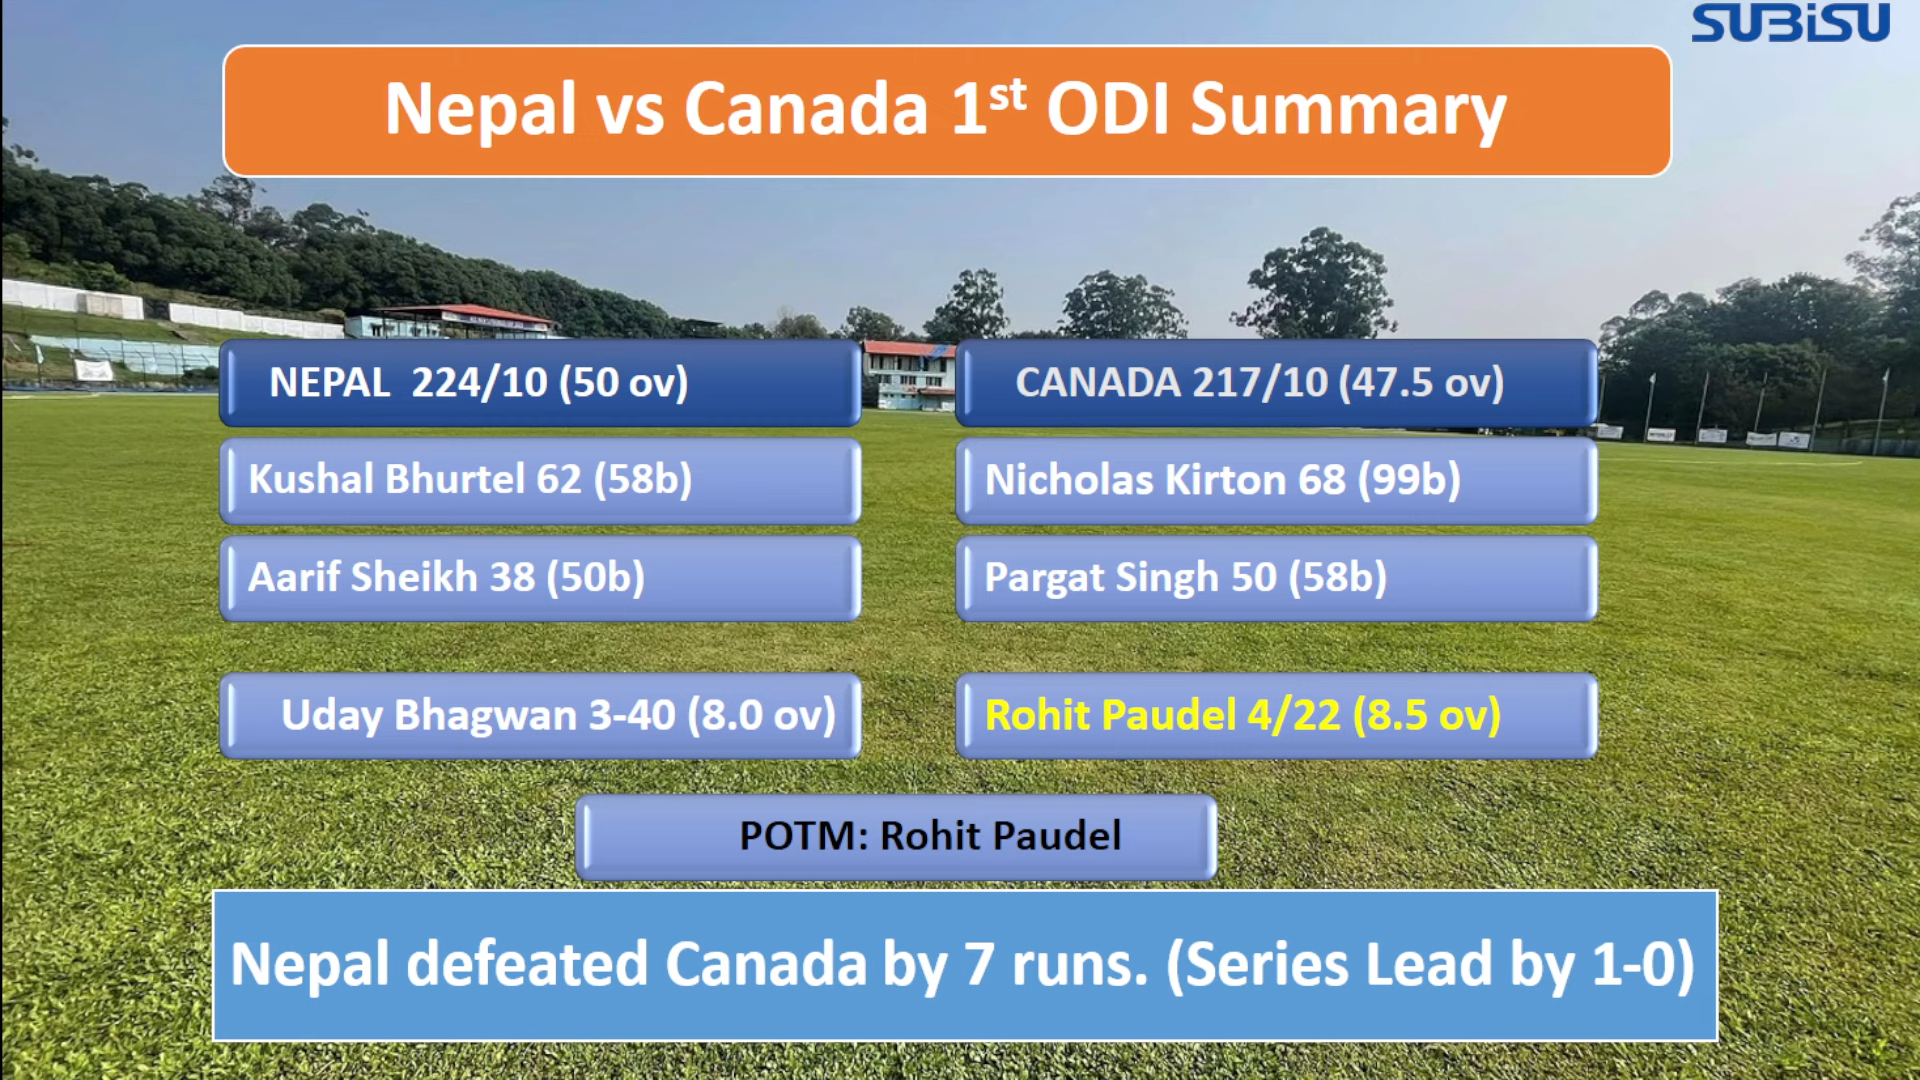 SUBISU
Nepal vs Canada 1st ODI Summary
NEPAL 224/10 (50 ov)
Kushal Bhurtel 62 (58b)
Aarif Sheikh 38 (50b)
Uday Bhagwan 3-40 (8.0 ov)
CANADA 217/10 (47.5 ov)
Nicholas Kirton 68 (99b)
Pargat Singh 50 (58b)
Rohit Paudel 4/22 (8.5 ov)
POTM: Rohit Paudel
Nepal defeated Canada by 7 runs. (Series Lead by 1-0)